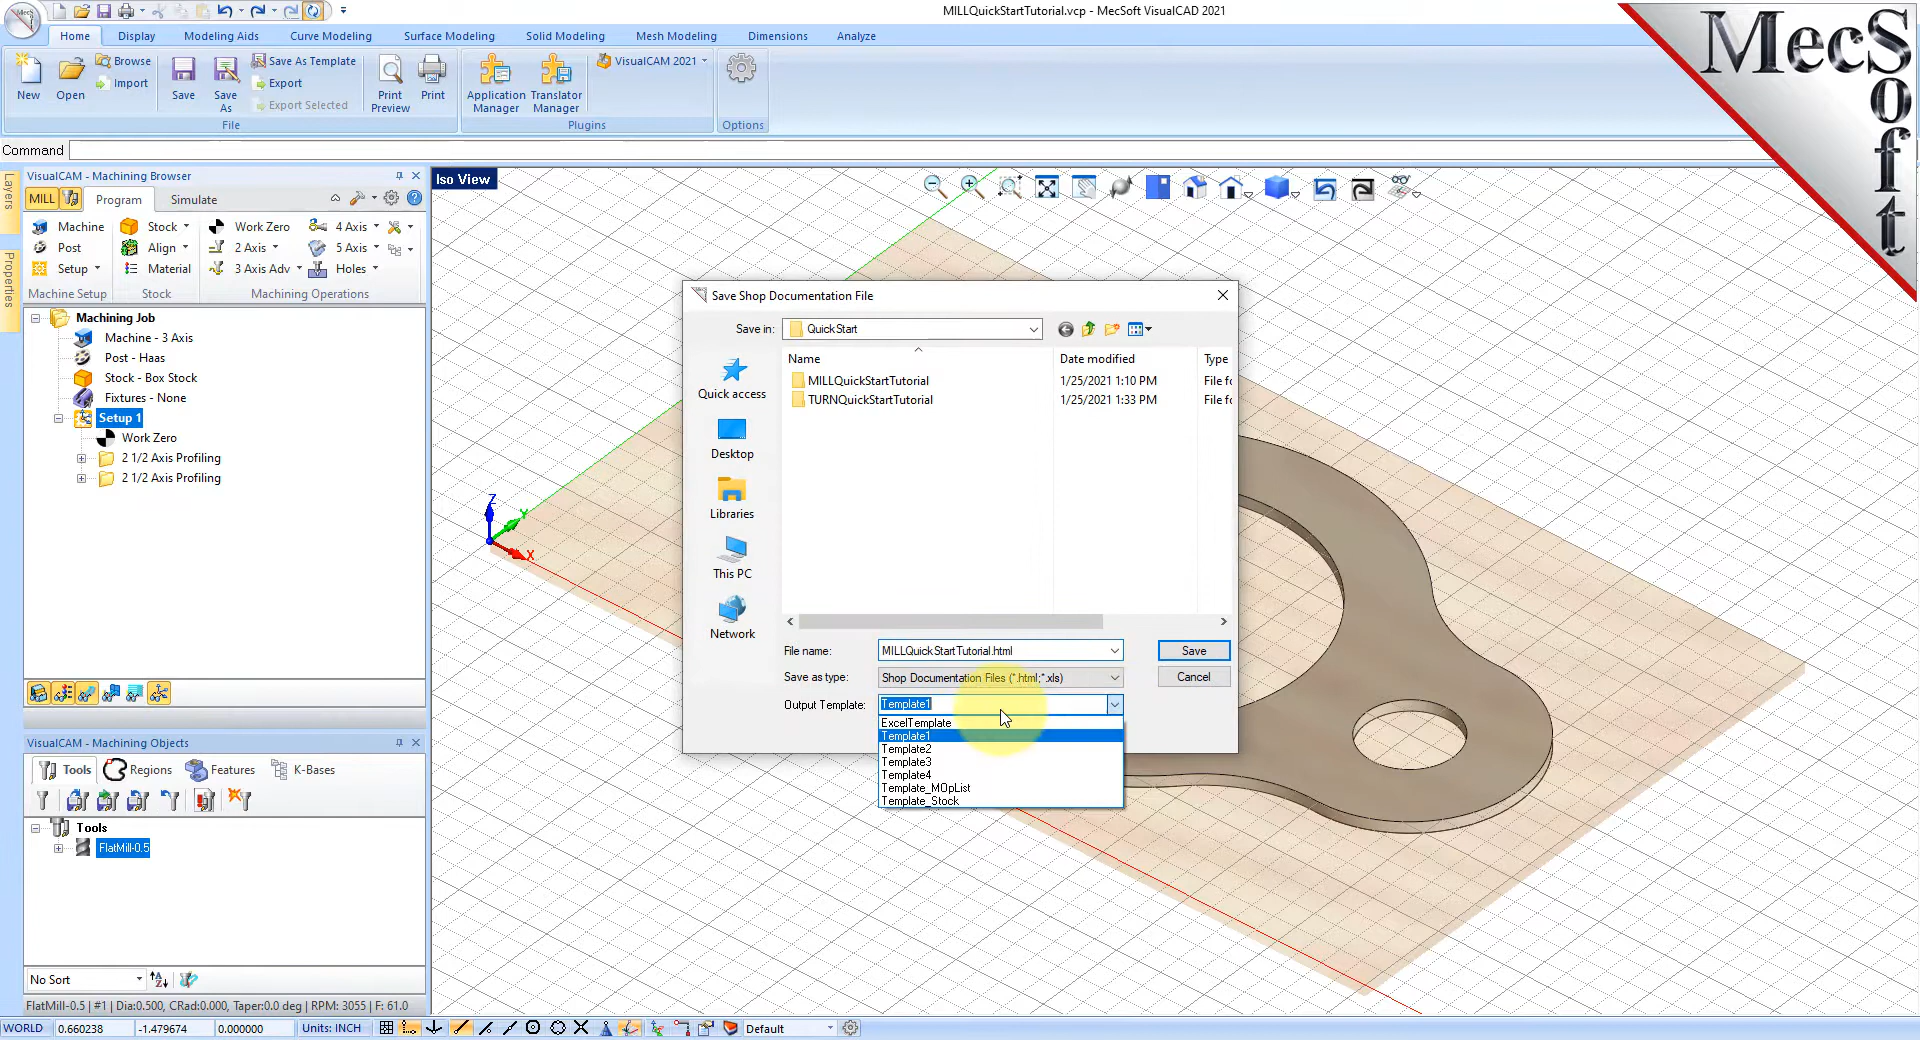 MILLQuickStartTutorial.vcp - MecSoft VisualCAD 2021
MecSoft
Home Display Modeling Aids Curve Modeling Surface Modeling Solid Modeling Mesh Modeling Dimensions Analyze
New Open Browse Import Save Save As Save As Template Export Export Selected Print Preview Print Application Manager Translator Manager VisualCAM 2021
File Plugins Options
Command
Layers
Properties
VisualCAM - Machining Browser
MILL Program Simulate
Machine Stock Work Zero 4 Axis
Post Align 2 Axis 5 Axis
Setup Material 3 Axis Adv Holes
Machine Setup Stock Machining Operations
Machining Job
Machine - 3 Axis
Post - Haas
Stock - Box Stock
Fixtures - None
Setup 1
Work Zero
2 1/2 Axis Profiling
2 1/2 Axis Profiling
VisualCAM - Machining Objects
Tools Regions Features K-Bases
Tools
FlatMill-0.5
No Sort
FlatMill-0.5 | #1 | Dia:0.500, CRad:0.000, Taper:0.0 deg | RPM: 3055 | F: 61.0
Iso View
Z
Y
X
Save Shop Documentation File
Save in: QuickStart
Quick access
Desktop
Libraries
This PC
Network
Name Date modified Type
MILLQuickStartTutorial 1/25/2021 1:10 PM File fo
TURNQuickStartTutorial 1/25/2021 1:33 PM File fo
File name: MILLQuickStartTutorial.html Save
Save as type: Shop Documentation Files (*.html;*.xls) Cancel
Output Template: Template1
ExcelTemplate
Template1
Template2
Template3
Template4
Template_MOpList
Template_Stock
WORLD 0.660238 -1.479674 0.000000 Units: INCH Default